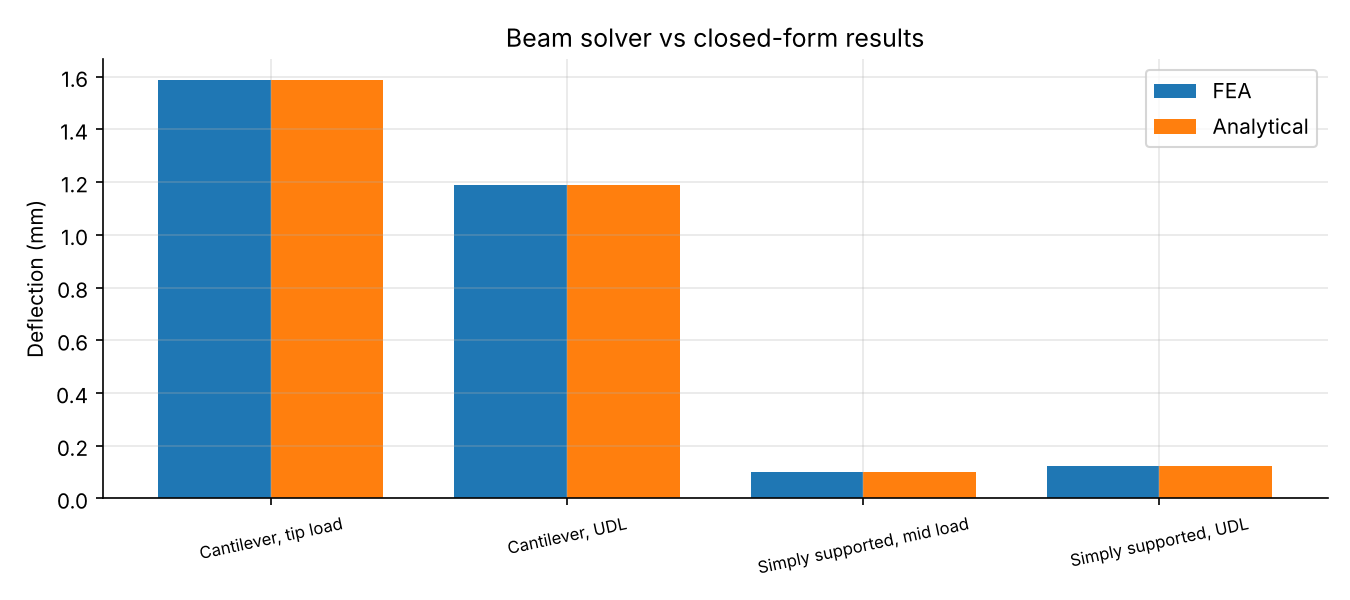 Beam solver vs closed-form results
FEA
Analytical
Deflection (mm)
1.6
1.4
1.2
1.0
0.8
0.6
0.4
0.2
0.0
Cantilever, tip load
Cantilever, UDL
Simply supported, mid load
Simply supported, UDL